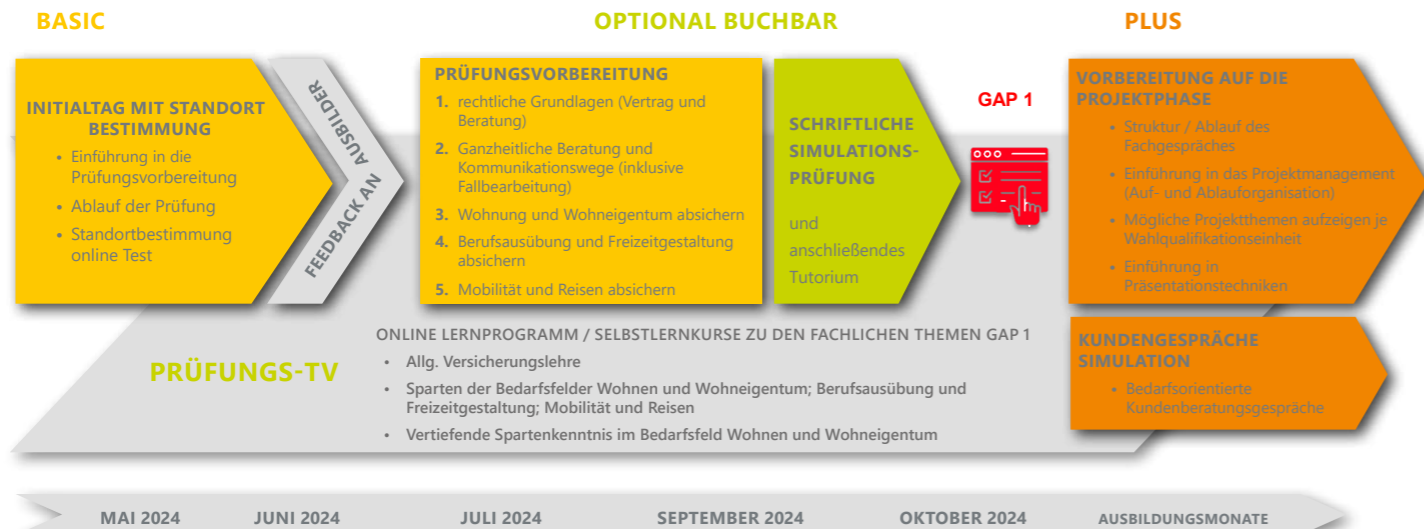 BASIC
OPTIONAL BUCHBAR
PLUS
INITIALTAG MIT STANDORT
BESTIMMUNG
• Einführung in die
Prüfungsvorbereitung
• Ablauf der Prüfung
• Standortbestimmung
online Test
FEEDBACK AN
AUSBILDER
PRÜFUNGSVORBEREITUNG
1. rechtliche Grundlagen (Vertrag und
Beratung)
2. Ganzheitliche Beratung und
Kommunikationswege (inklusive
Fallbearbeitung)
3. Wohnung und Wohneigentum absichern
4. Berufsausübung und Freizeitgestaltung
absichern
5. Mobilität und Reisen absichern
SCHRIFTLICHE
SIMULATIONS-
PRÜFUNG
und
anschließendes
Tutorium
GAP 1
VORBEREITUNG AUF DIE
PROJEKTPHASE
• Struktur / Ablauf des
Fachgespräches
• Einführung in das Projektmanagement
(Auf- und Ablauforganisation)
• Mögliche Projektthemen aufzeigen je
Wahlqualifikationseinheit
• Einführung in
Präsentationstechniken
KUNDENGESPRÄCHE
SIMULATION
• Bedarfsorientierte
Kundenberatungsgespräche
PRÜFUNGS-TV
ONLINE LERNPROGRAMM / SELBSTLERNKURSE ZU DEN FACHLICHEN THEMEN GAP 1
• Allg. Versicherungslehre
• Sparten der Bedarfsfelder Wohnen und Wohneigentum; Berufsausübung und
Freizeitgestaltung; Mobilität und Reisen
• Vertiefende Spartenkenntnis im Bedarfsfeld Wohnen und Wohneigentum
MAI 2024
JUNI 2024
JULI 2024
SEPTEMBER 2024
OKTOBER 2024
AUSBILDUNGSMONATE